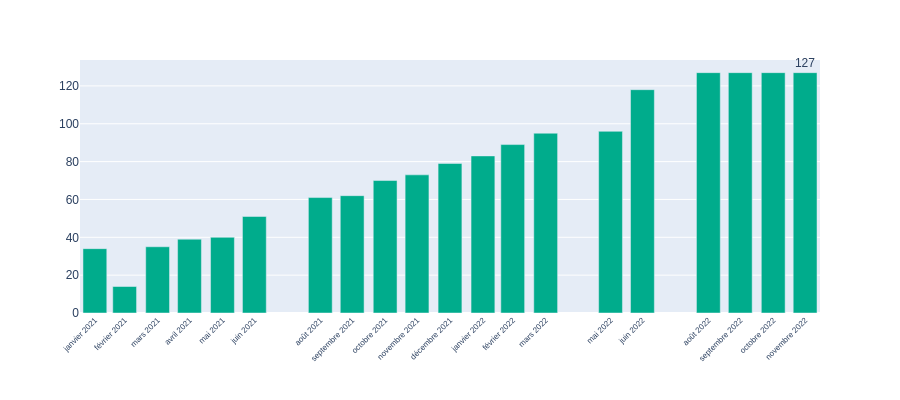 127
120
100
80
60
40
20
0
janvier 2021
février 2021
mars 2021
avril 2021
mai 2021
juin 2021
août 2021
septembre 2021
octobre 2021
novembre 2021
décembre 2021
janvier 2022
février 2022
mars 2022
mai 2022
juin 2022
août 2022
septembre 2022
octobre 2022
novembre 2022